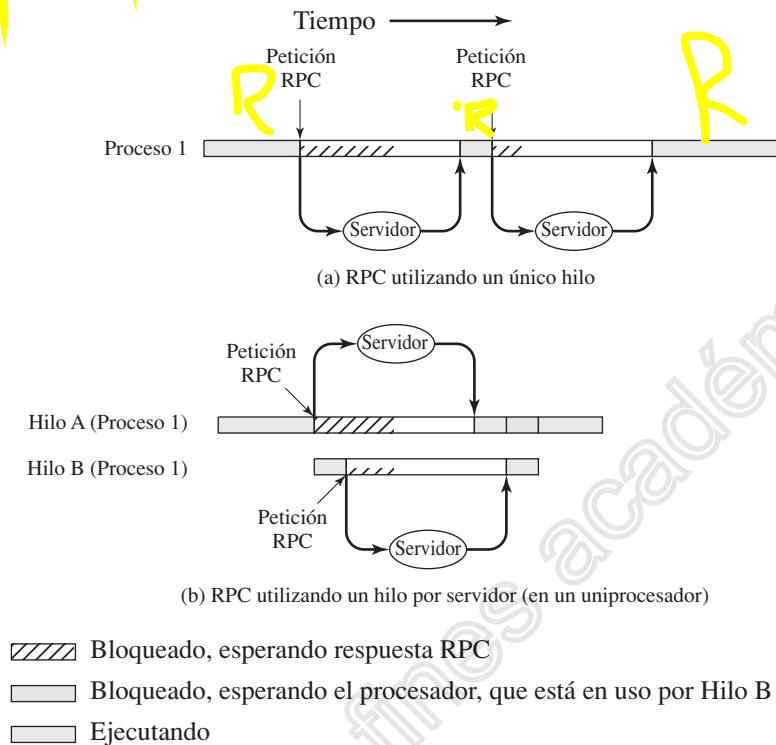 Tiempo
Petición
RPC
Petición
RPC
R
R
R
Proceso 1
Servidor
Servidor
(a) RPC utilizando un único hilo
Petición
RPC
Servidor
Hilo A (Proceso 1)
Hilo B (Proceso 1)
Petición
RPC
Servidor
(b) RPC utilizando un hilo por servidor (en un uniprocesador)
Bloqueado, esperando respuesta RPC
Bloqueado, esperando el procesador, que está en uso por Hilo B
Ejecutando
fines académ